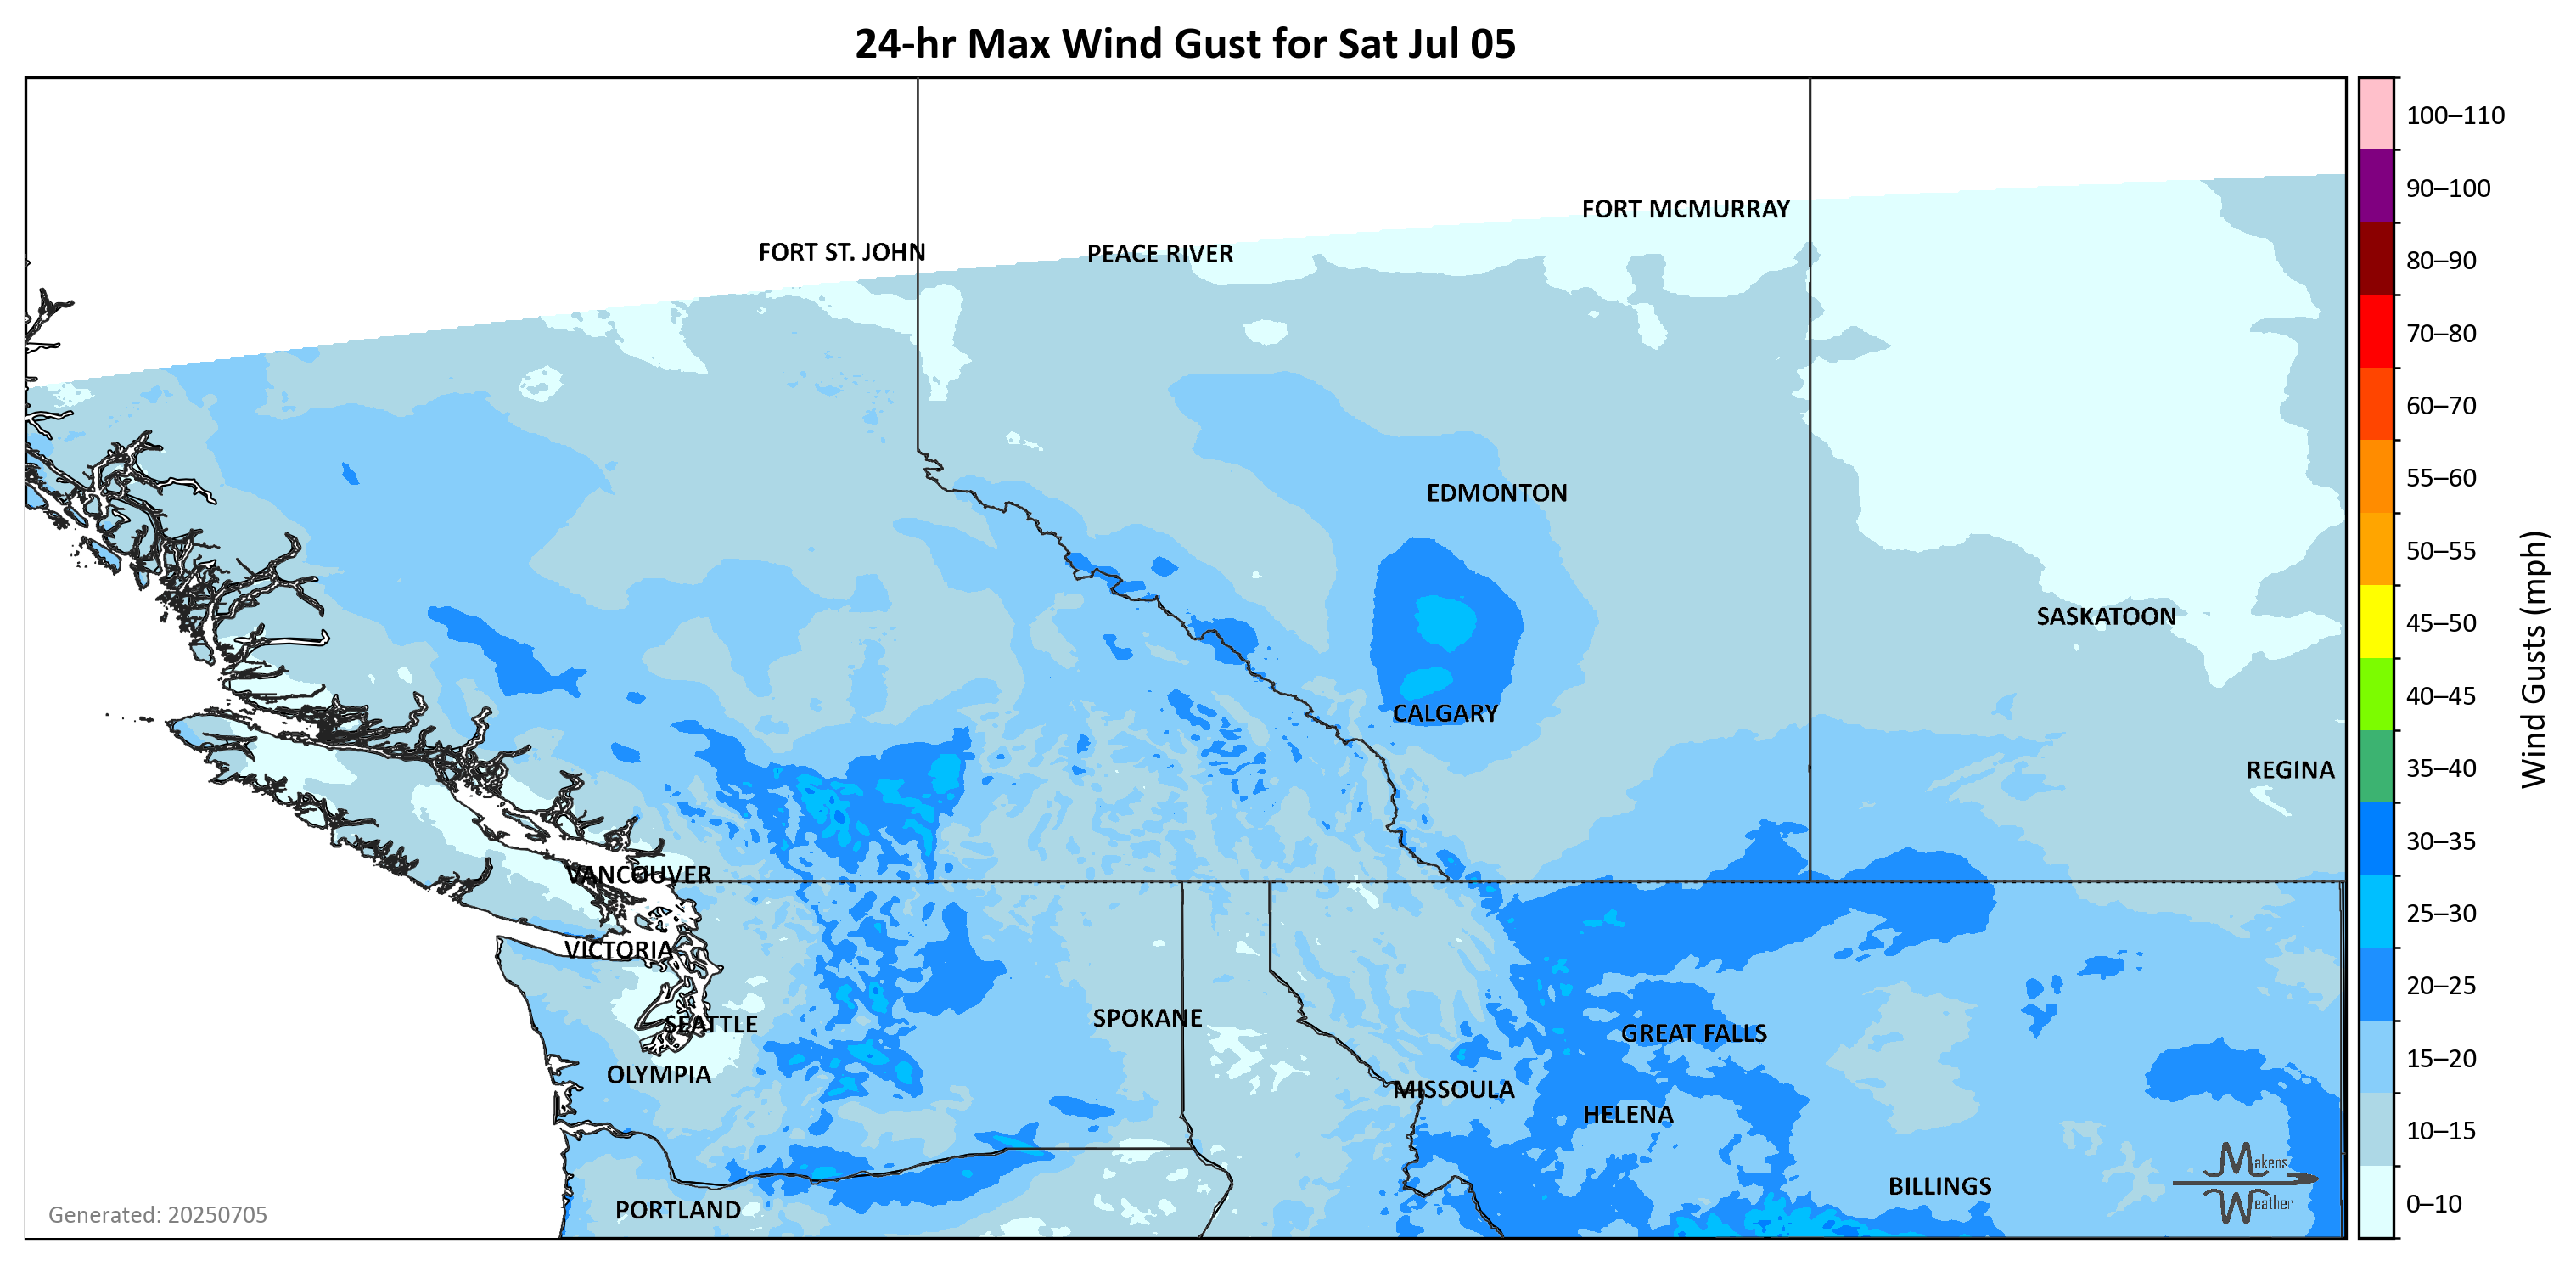 24-hr Max Wind Gust for Sat Jul 05
100–110
90–100
80–90
70–80
60–70
55–60
50–55
45–50
40–45
35–40
30–35
25–30
20–25
15–20
10–15
0–10
Wind Gusts (mph)
FORT MCMURRAY
FORT ST. JOHN
PEACE RIVER
EDMONTON
SASKATOON
CALGARY
REGINA
VANCOUVER
VICTORIA
SEATTLE
SPOKANE
GREAT FALLS
OLYMPIA
MISSOULA
HELENA
BILLINGS
PORTLAND
Makens
Weather
Generated: 20250705